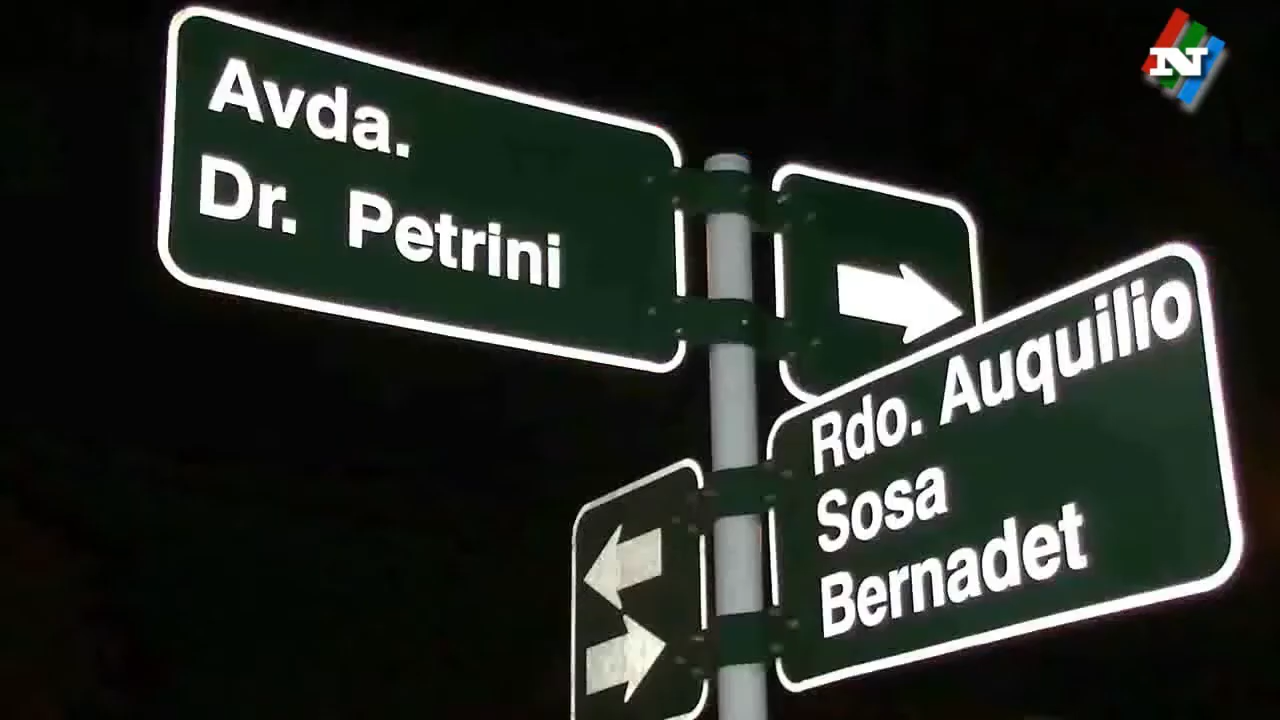 Avda.
Dr. Petrini
Rdo. Auquilio
Sosa
Bernadet
N